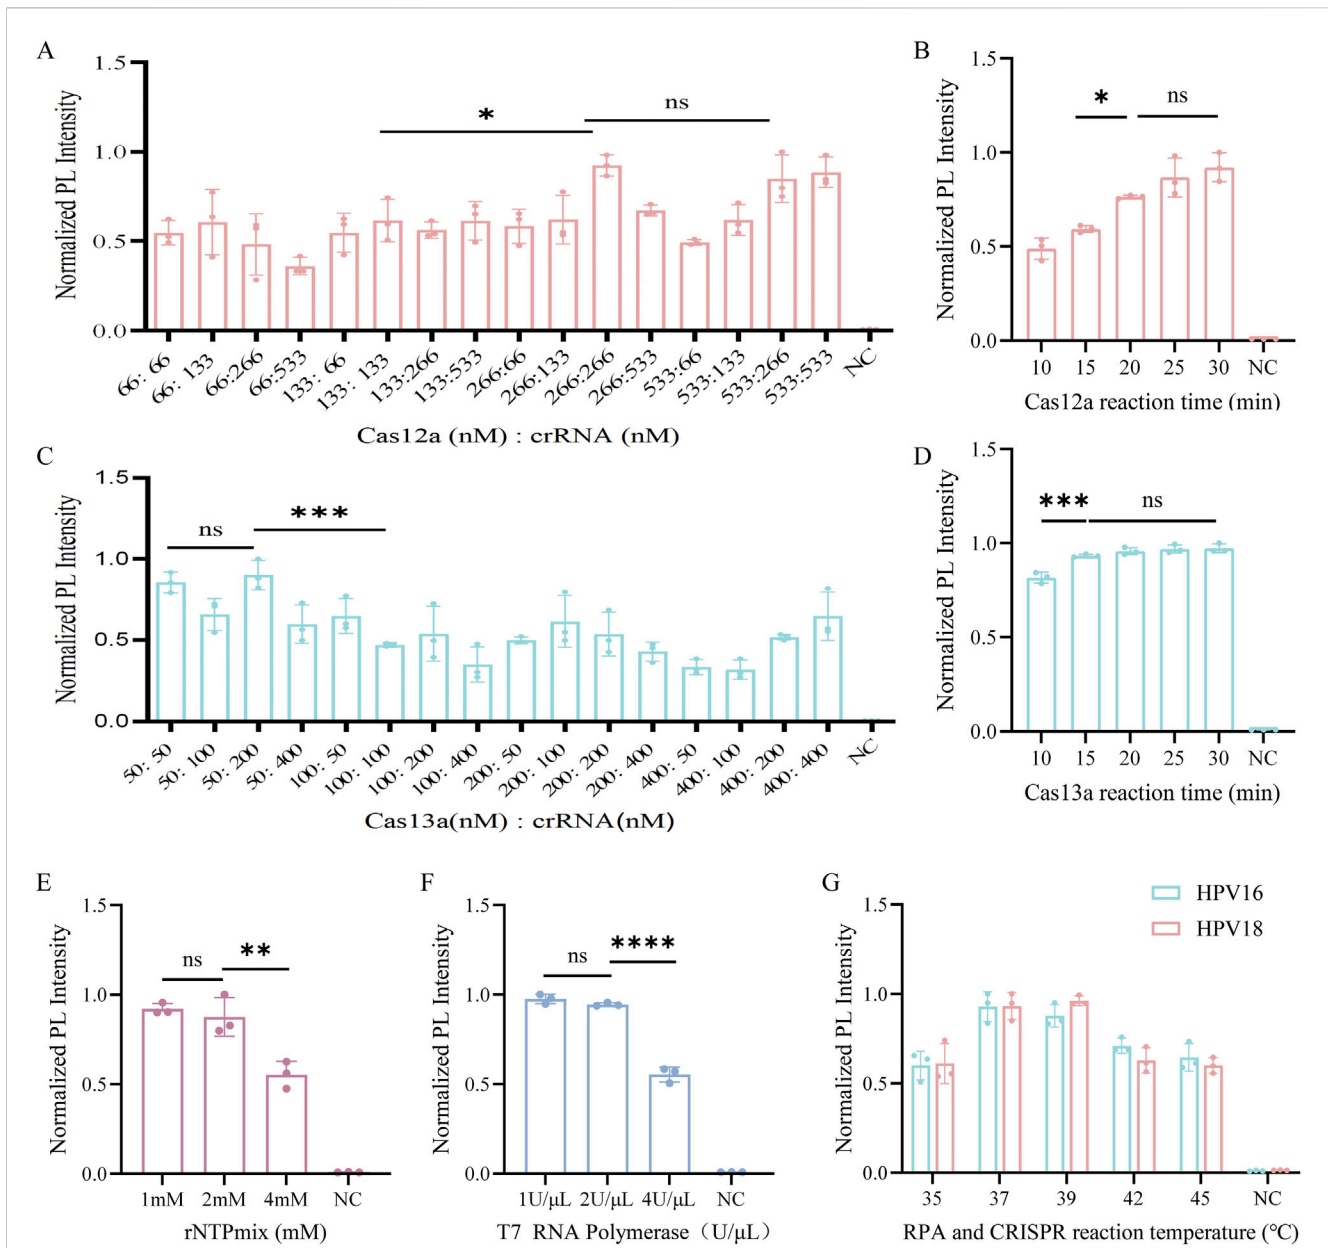 A
Normalized PL Intensity
1.5
1.0
0.5
0.0
*
ns
66: 66
66: 133
66:266
66:533
133: 66
133: 133
133:266
133:533
266:66
266:133
266:266
266:533
533:66
533:133
533:266
533:533
NC
Cas12a (nM) : crRNA (nM)
B
Normalized PL Intensity
1.5
1.0
0.5
0.0
*
ns
10 15 20 25 30 NC
Cas12a reaction time (min)
C
Normalized PL Intensity
1.5
1.0
0.5
0.0
ns
***
50: 50
50: 100
50: 200
50: 400
100: 50
100: 100
100: 200
100: 400
200: 50
200: 100
200: 200
200: 400
400: 50
400: 100
400: 200
400: 400
NC
Cas13a(nM) : crRNA(nM)
D
Normalized PL Intensity
1.5
1.0
0.5
0.0
***
ns
10 15 20 25 30 NC
Cas13a reaction time (min)
E
Normalized PL Intensity
1.5
1.0
0.5
0.0
ns
**
1mM 2mM 4mM NC
rNTPmix (mM)
F
Normalized PL Intensity
1.5
1.0
0.5
0.0
ns
****
1U/μL 2U/μL 4U/μL NC
T7 RNA Polymerase（U/μL）
G
HPV16
HPV18
Normalized PL Intensity
1.5
1.0
0.5
0.0
35 37 39 42 45 NC
RPA and CRISPR reaction temperature (℃)